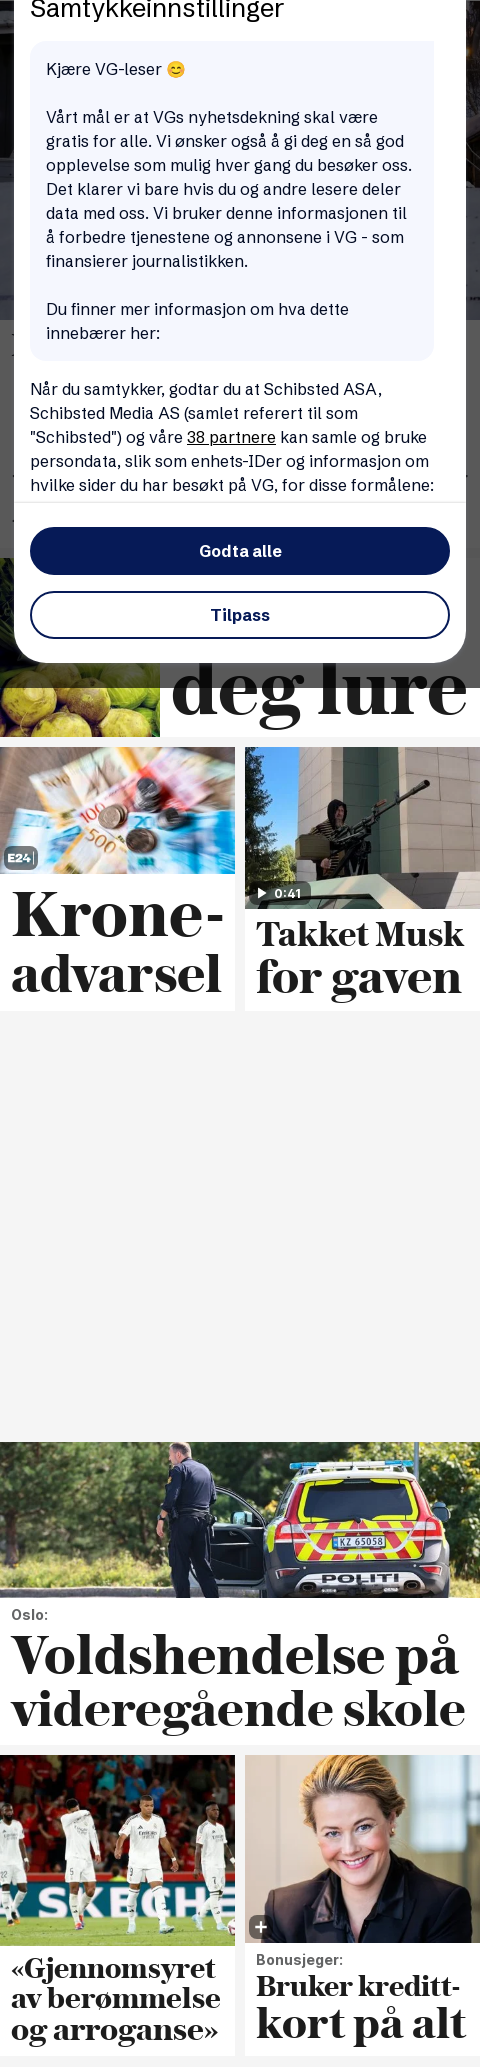 Samtykkeinnstillinger
Kjære VG-leser 😊
Vårt mål er at VGs nyhetsdekning skal være
gratis for alle. Vi ønsker også å gi deg en så god
opplevelse som mulig hver gang du besøker oss.
Det klarer vi bare hvis du og andre lesere deler
data med oss. Vi bruker denne informasjonen til
å forbedre tjenestene og annonsene i VG - som
finansierer journalistikken.
Du finner mer informasjon om hva dette
innebærer her:
Når du samtykker, godtar du at Schibsted ASA,
Schibsted Media AS (samlet referert til som
"Schibsted") og våre 38 partnere kan samle og bruke
persondata, slik som enhets-IDer og informasjon om
hvilke sider du har besøkt på VG, for disse formålene:
Godta alle
Tilpass
deg lure
E24
0:41
Krone-
advarsel
Takket Musk
for gaven
KZ 65058
POLITI
Oslo:
Voldshendelse på
videregående skole
SKECHE
«Gjennomsyret
av berømmelse
og arroganse»
Bonusjeger:
Bruker kreditt-
kort på alt